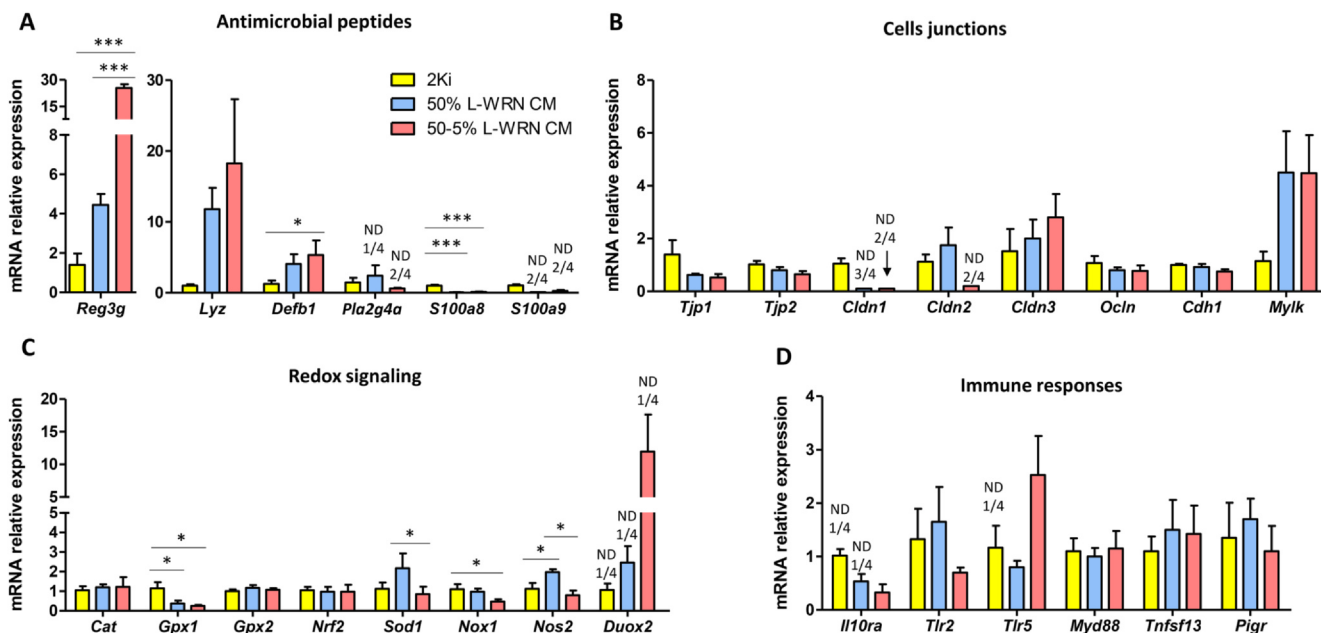 A
Antimicrobial peptides
***
***
mRNA relative expression
30
15
8
6
4
2
0
Reg3g
30
20
10
0
2Ki
50% L-WRN CM
50-5% L-WRN CM
*
ND
1/4
ND
2/4
***
***
ND
2/4
ND
2/4
Lyz Defb1 Pla2g4a S100a8 S100a9
B
Cells junctions
mRNA relative expression
8
6
4
2
0
ND
3/4
ND
2/4
ND
2/4
Tjp1 Tjp2 Cldn1 Cldn2 Cldn3 Ocln Cdh1 Mylk
C
Redox signaling
mRNA relative expression
20
15
10
5
4
3
2
1
0
*
*
*
*
*
*
ND
1/4
ND
1/4
ND
1/4
Cat Gpx1 Gpx2 Nrf2 Sod1 Nox1 Nos2 Duox2
D
Immune responses
mRNA relative expression
4
3
2
1
0
ND
1/4
ND
1/4
ND
1/4
Il10ra Tlr2 Tlr5 Myd88 Tnfsf13 Pigr